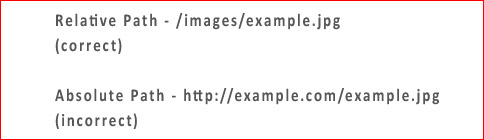 Relative Path - /images/example.jpg
(correct)
Absolute Path - http://example.com/example.jpg
(incorrect)